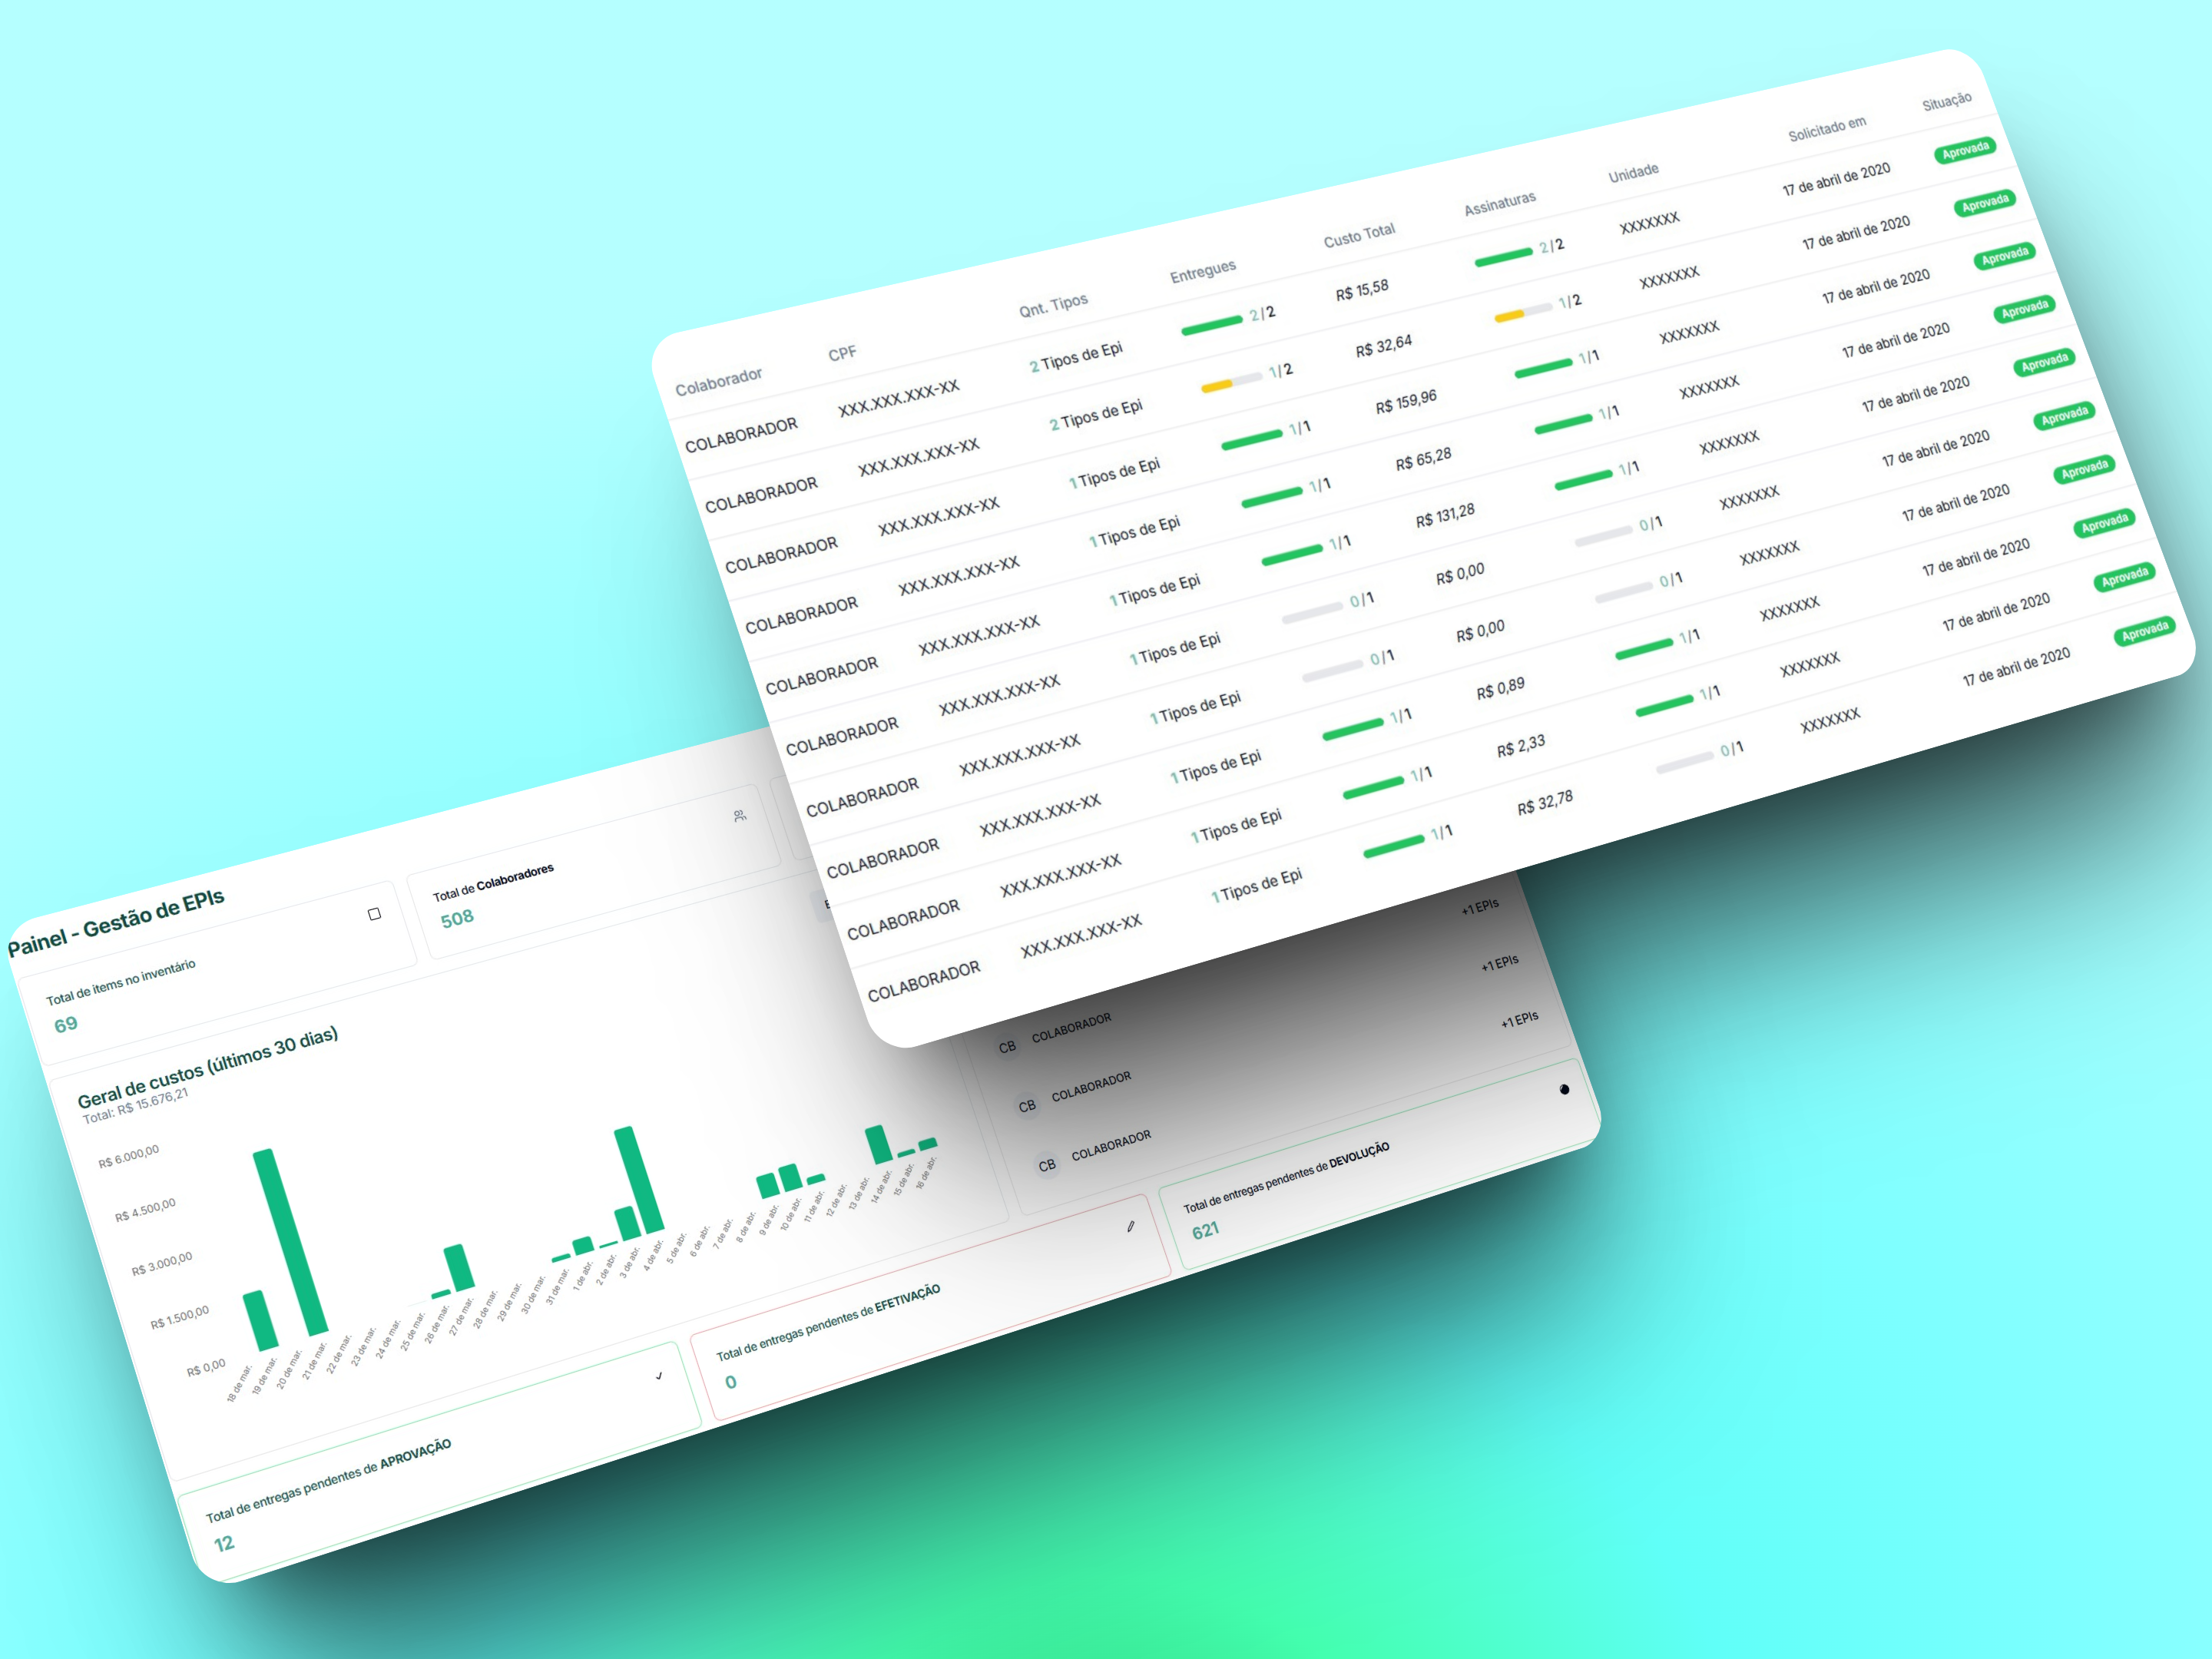 Colaborador CPF Qnt. Tipos Entregues Custo Total Assinaturas Unidade Solicitado em Situação
COLABORADOR XXX.XXX.XXX-XX 2 Tipos de Epi 2/2 R$ 15,58 2/2 XXXXXXX 17 de abril de 2020 Aprovada
COLABORADOR XXX.XXX.XXX-XX 2 Tipos de Epi 1/2 R$ 32,64 1/2 XXXXXXX 17 de abril de 2020 Aprovada
COLABORADOR XXX.XXX.XXX-XX 1 Tipos de Epi 1/1 R$ 159,96 1/1 XXXXXXX 17 de abril de 2020 Aprovada
COLABORADOR XXX.XXX.XXX-XX 1 Tipos de Epi 1/1 R$ 65,28 1/1 XXXXXXX 17 de abril de 2020 Aprovada
COLABORADOR XXX.XXX.XXX-XX 1 Tipos de Epi 1/1 R$ 131,28 1/1 XXXXXXX 17 de abril de 2020 Aprovada
COLABORADOR XXX.XXX.XXX-XX 1 Tipos de Epi 0/1 R$ 0,00 0/1 XXXXXXX 17 de abril de 2020 Aprovada
COLABORADOR XXX.XXX.XXX-XX 1 Tipos de Epi 0/1 R$ 0,00 0/1 XXXXXXX 17 de abril de 2020 Aprovada
COLABORADOR XXX.XXX.XXX-XX 1 Tipos de Epi 1/1 R$ 0,89 1/1 XXXXXXX 17 de abril de 2020 Aprovada
COLABORADOR XXX.XXX.XXX-XX 1 Tipos de Epi 1/1 R$ 2,33 1/1 XXXXXXX 17 de abril de 2020 Aprovada
COLABORADOR XXX.XXX.XXX-XX 1 Tipos de Epi 1/1 R$ 32,78 0/1 XXXXXXX 17 de abril de 2020 Aprovada
Painel - Gestão de EPIs
Total de items no inventário
69
Total de Colaboradores
508
Geral de custos (últimos 30 dias)
Total: R$ 15.676,21
R$ 6.000,00
R$ 4.500,00
R$ 3.000,00
R$ 1.500,00
R$ 0,00
18 de mar. 19 de mar. 20 de mar. 21 de mar. 22 de mar. 23 de mar. 24 de mar. 25 de mar. 26 de mar. 27 de mar. 28 de mar. 29 de mar. 30 de mar. 31 de mar. 1 de abr. 2 de abr. 3 de abr. 4 de abr. 5 de abr. 6 de abr. 7 de abr. 8 de abr. 9 de abr. 10 de abr. 11 de abr. 12 de abr. 13 de abr. 14 de abr. 15 de abr. 16 de abr.
+1 EPIs
CB COLABORADOR +1 EPIs
CB COLABORADOR +1 EPIs
CB COLABORADOR
Total de entregas pendentes de APROVAÇÃO
12
Total de entregas pendentes de EFETIVAÇÃO
0
Total de entregas pendentes de DEVOLUÇÃO
621